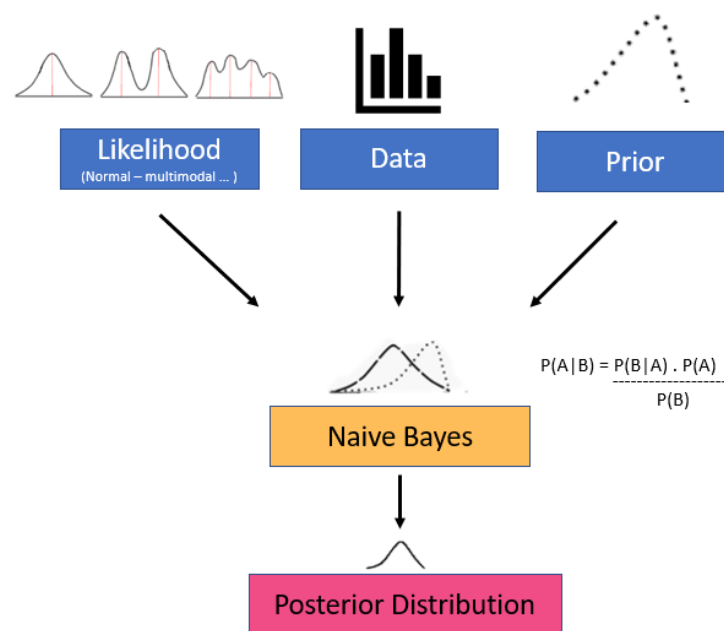 Likelihood
(Normal – multimodal ... )
Data
Prior
P(A|B) = P(B|A) . P(A)
--------------------
P(B)
Naive Bayes
Posterior Distribution